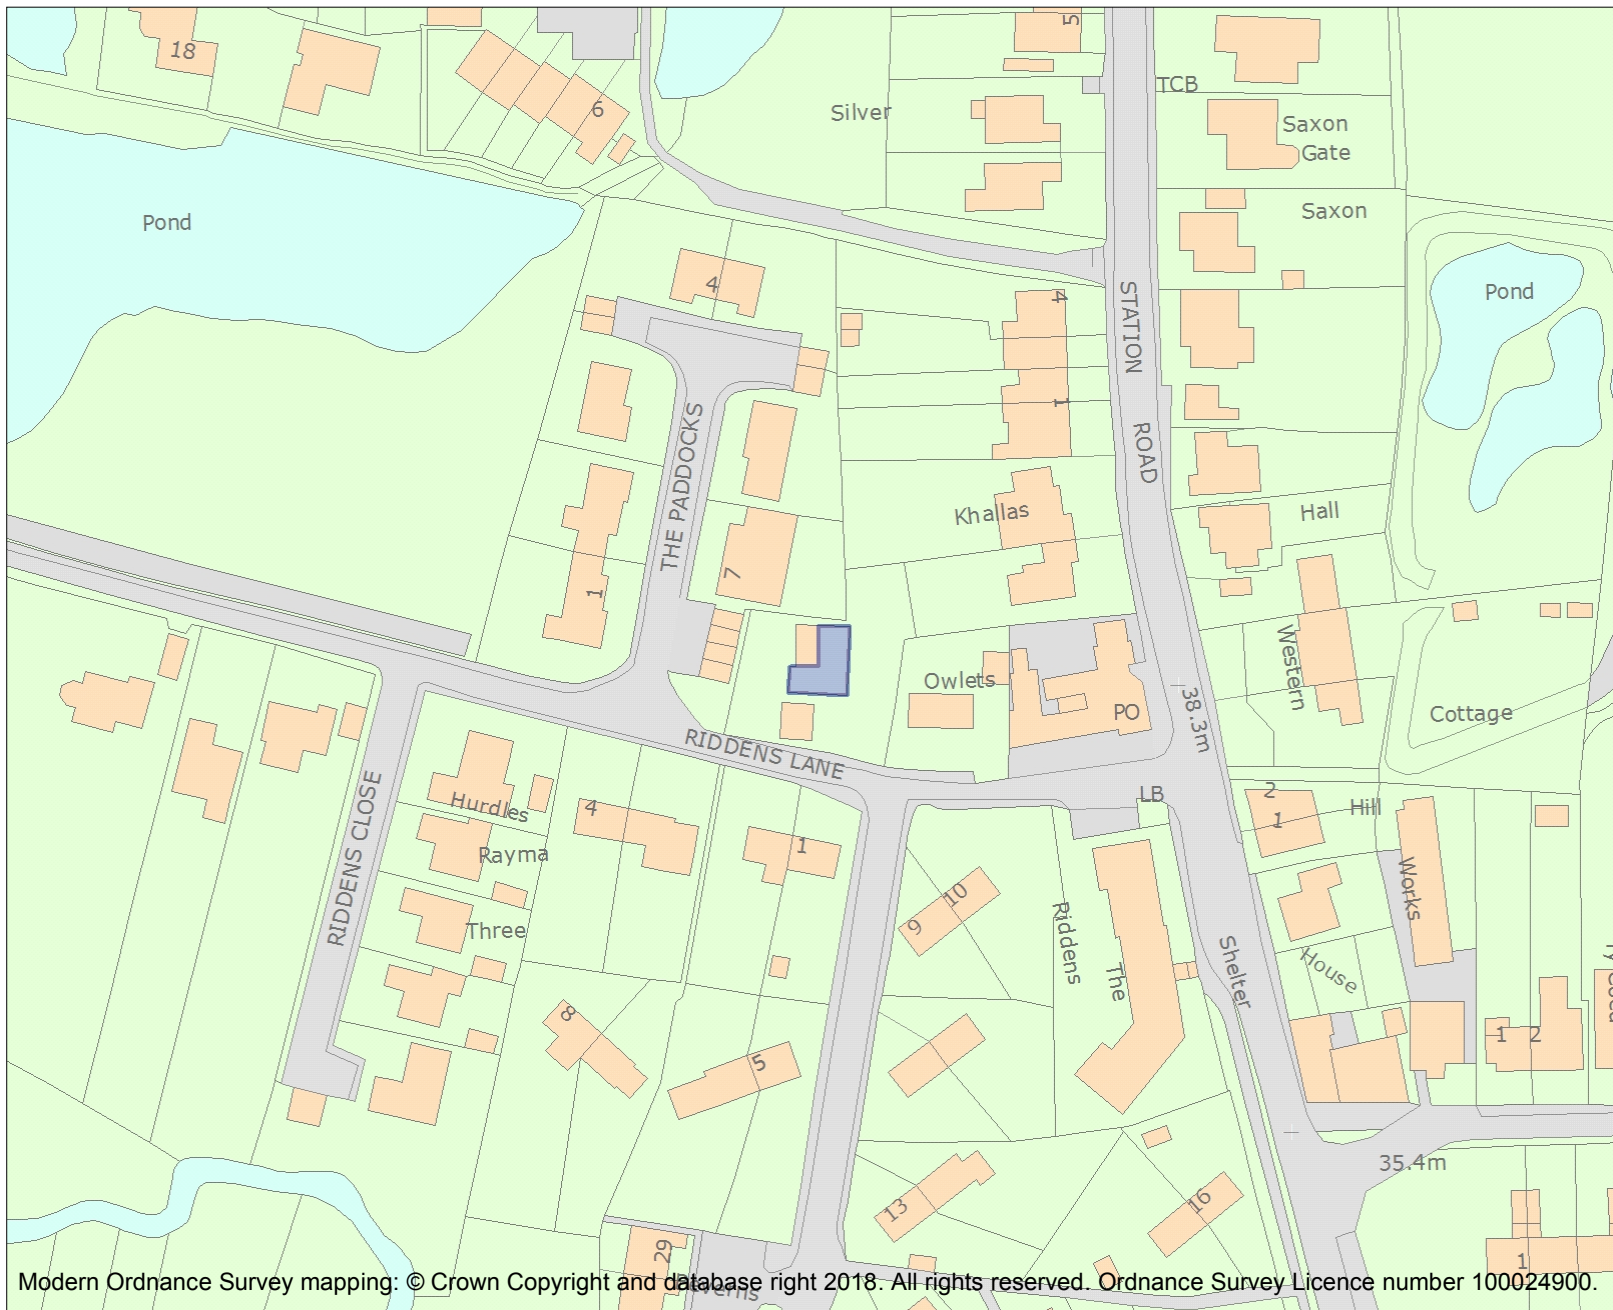 18
6
5
Silver
TCB
Saxon
Gate
Saxon
Pond
Pond
4
4
STATION ROAD
1
THE PADDOCKS
Khallas
Hall
7
1
Western
Owlets
PO
38.3m
Cottage
RIDDENS LANE
RIDDENS CLOSE
Hurdles
4
LB
2
1
Hill
Rayma
1
Works
10
9
Three
Riddens
The
Shelter
House
8
5
1
2
35.4m
13
16
29
1
Modern Ordnance Survey mapping: © Crown Copyright and database right 2018. All rights reserved. Ordnance Survey Licence number 100024900.